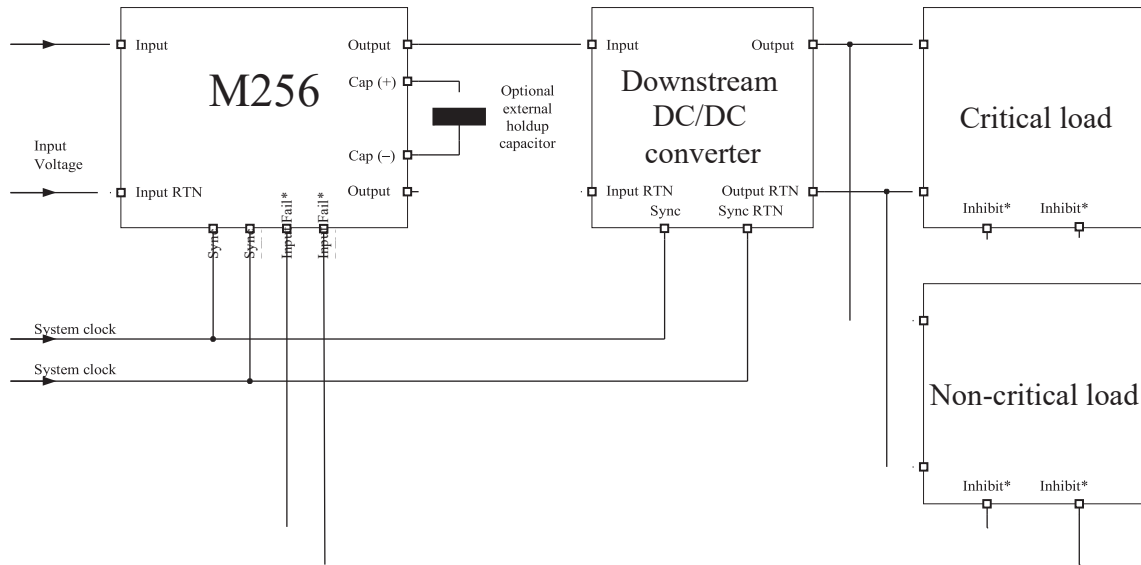 Input
Output
Input
Output
M256
Cap (+)
Optional
external
holdup
capacitor
Downstream
DC/DC
converter
Critical load
Input
Voltage
Cap (–)
Input RTN
Output
Input RTN
Output RTN
Sync
Sync RTN
Inhibit*
Inhibit*
Sync
Sync
Input Fail*
Input Fail*
System clock
System clock
Non-critical load
Inhibit*
Inhibit*